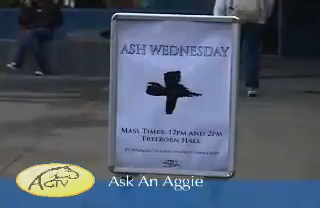 ASH WEDNESDAY
MASS TIMES: 12PM AND 2PM
FREEBORN HALL
AGTV
Ask An Aggie